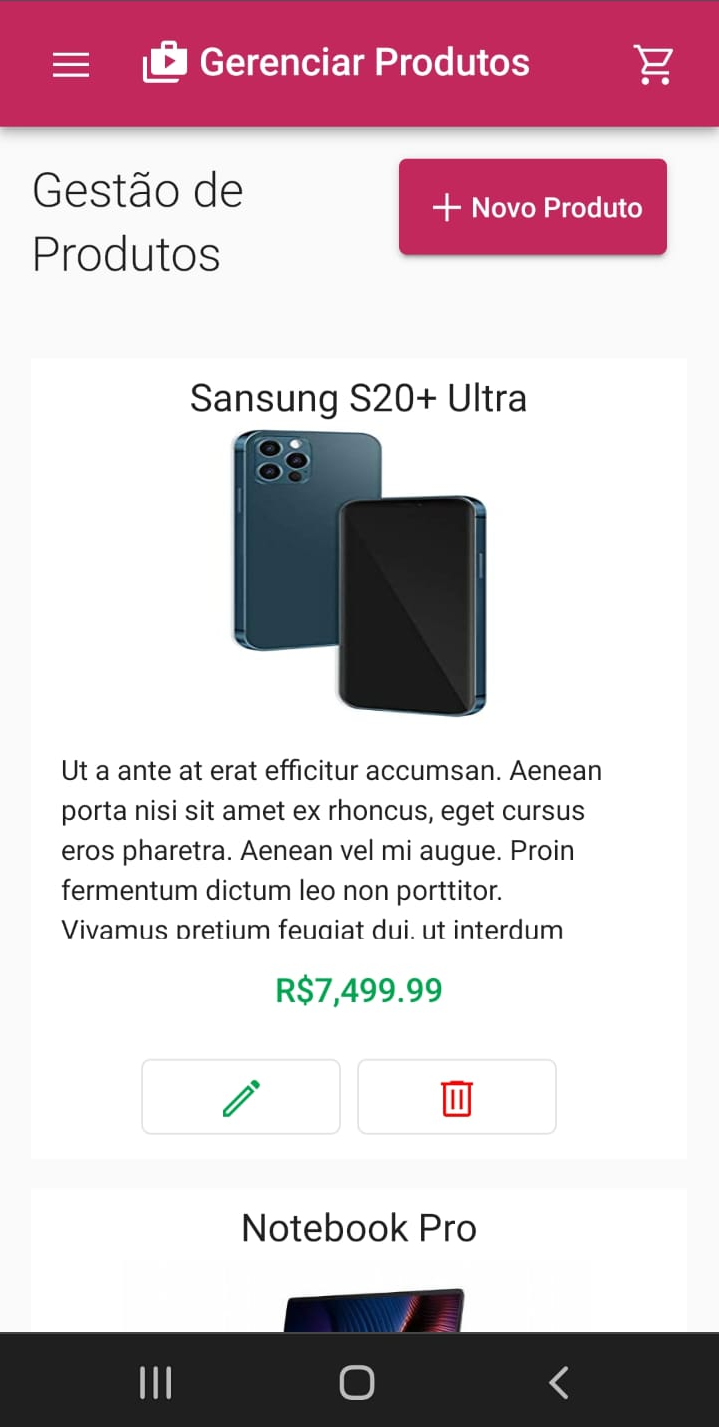 Gerenciar Produtos
Gestão de
Produtos
Novo Produto
Sansung S20+ Ultra
Ut a ante at erat efficitur accumsan. Aenean
porta nisi sit amet ex rhoncus, eget cursus
eros pharetra. Aenean vel mi augue. Proin
fermentum dictum leo non porttitor.
Vivamus pretium feugiat dui, ut interdum
R$7,499.99
Notebook Pro